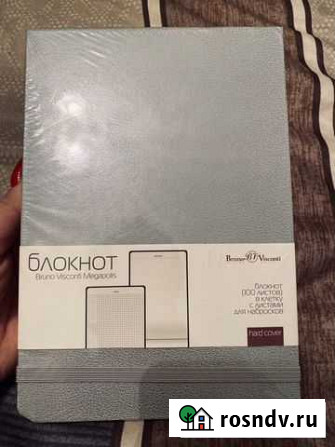 блокнот
Bruno Visconti Megapolis
Bruno Visconti
блокнот
(100 листов)
в клетку
с листами
для набросков
hard cover
rosndv.ru